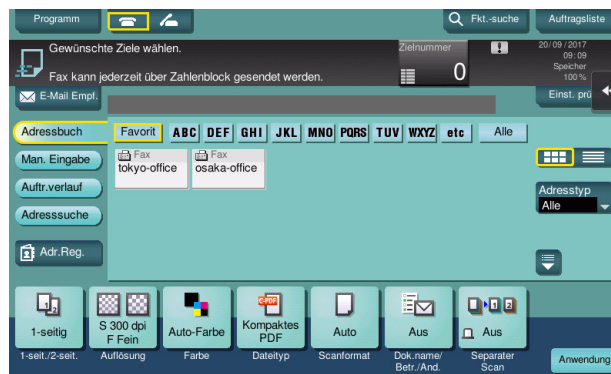 Programm
Fkt.-suche
Auftragsliste
Gewünschte Ziele wählen.
Fax kann jederzeit über Zahlenblock gesendet werden.
Zielnummer
0
20/09/2017
09:09
Speicher
100 %
E-Mail Empf.
Einst. prü
Adressbuch
Favorit ABC DEF GHI JKL MNO PQRS TUV WXYZ etc Alle
Man. Eingabe
Auftr.verlauf
Adresssuche
Adr.Reg.
Fax
tokyo-office
Fax
osaka-office
Adresstyp
Alle
1-seitig
S 300 dpi
F Fein
Auto-Farbe
Kompaktes
PDF
Auto
Aus
Aus
1-seit./2-seit.
Auflösung
Farbe
Dateityp
Scanformat
Dok.name/
Betr./And.
Separater
Scan
Anwendung